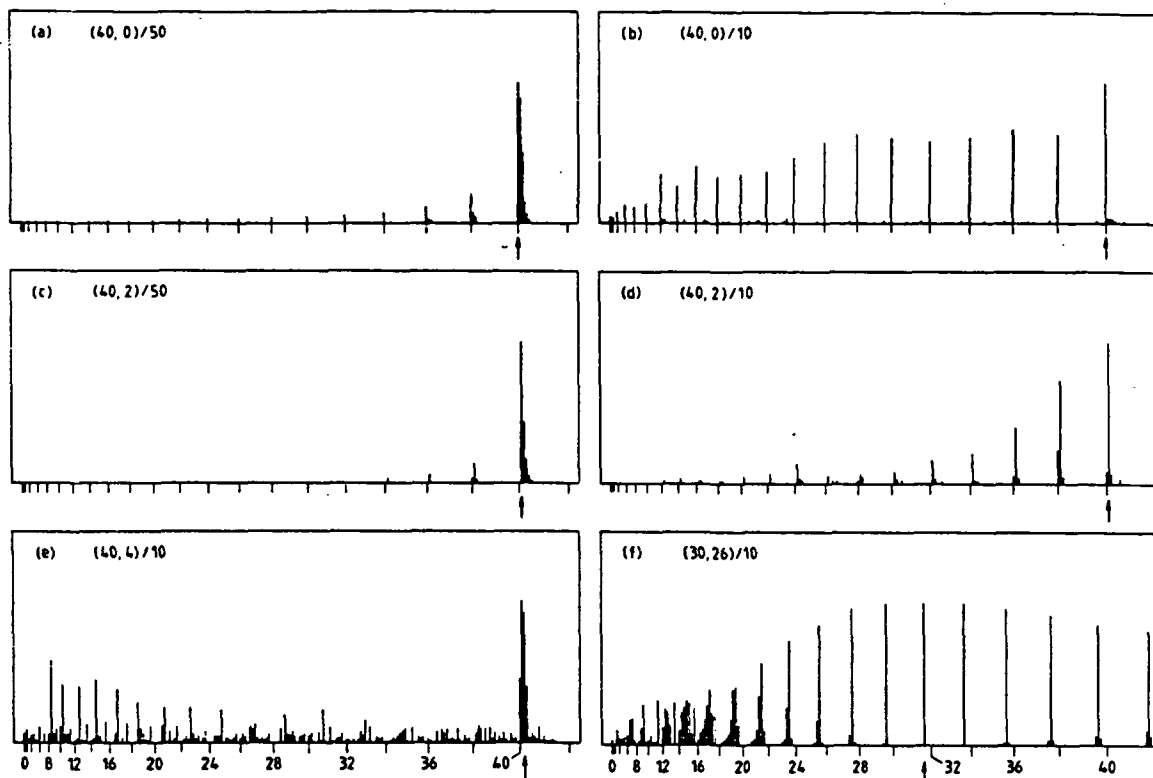 (a) (40,0)/50
(b) (40,0)/10
(c) (40,2)/50
(d) (40,2)/10
(e) (40,4)/10
(f) (30,26)/10
0 8 12 16 20 24 28 32 36 40
0 8 12 16 20 24 28 32 36 40